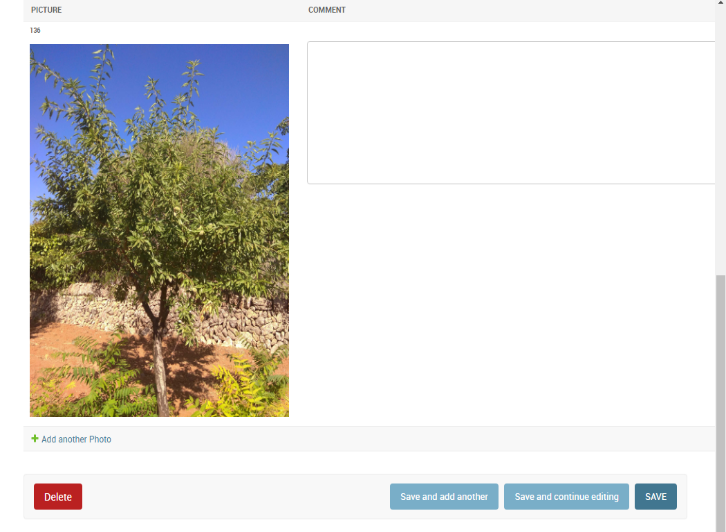 PICTURE COMMENT
136
Add another Photo
Delete Save and add another Save and continue editing SAVE